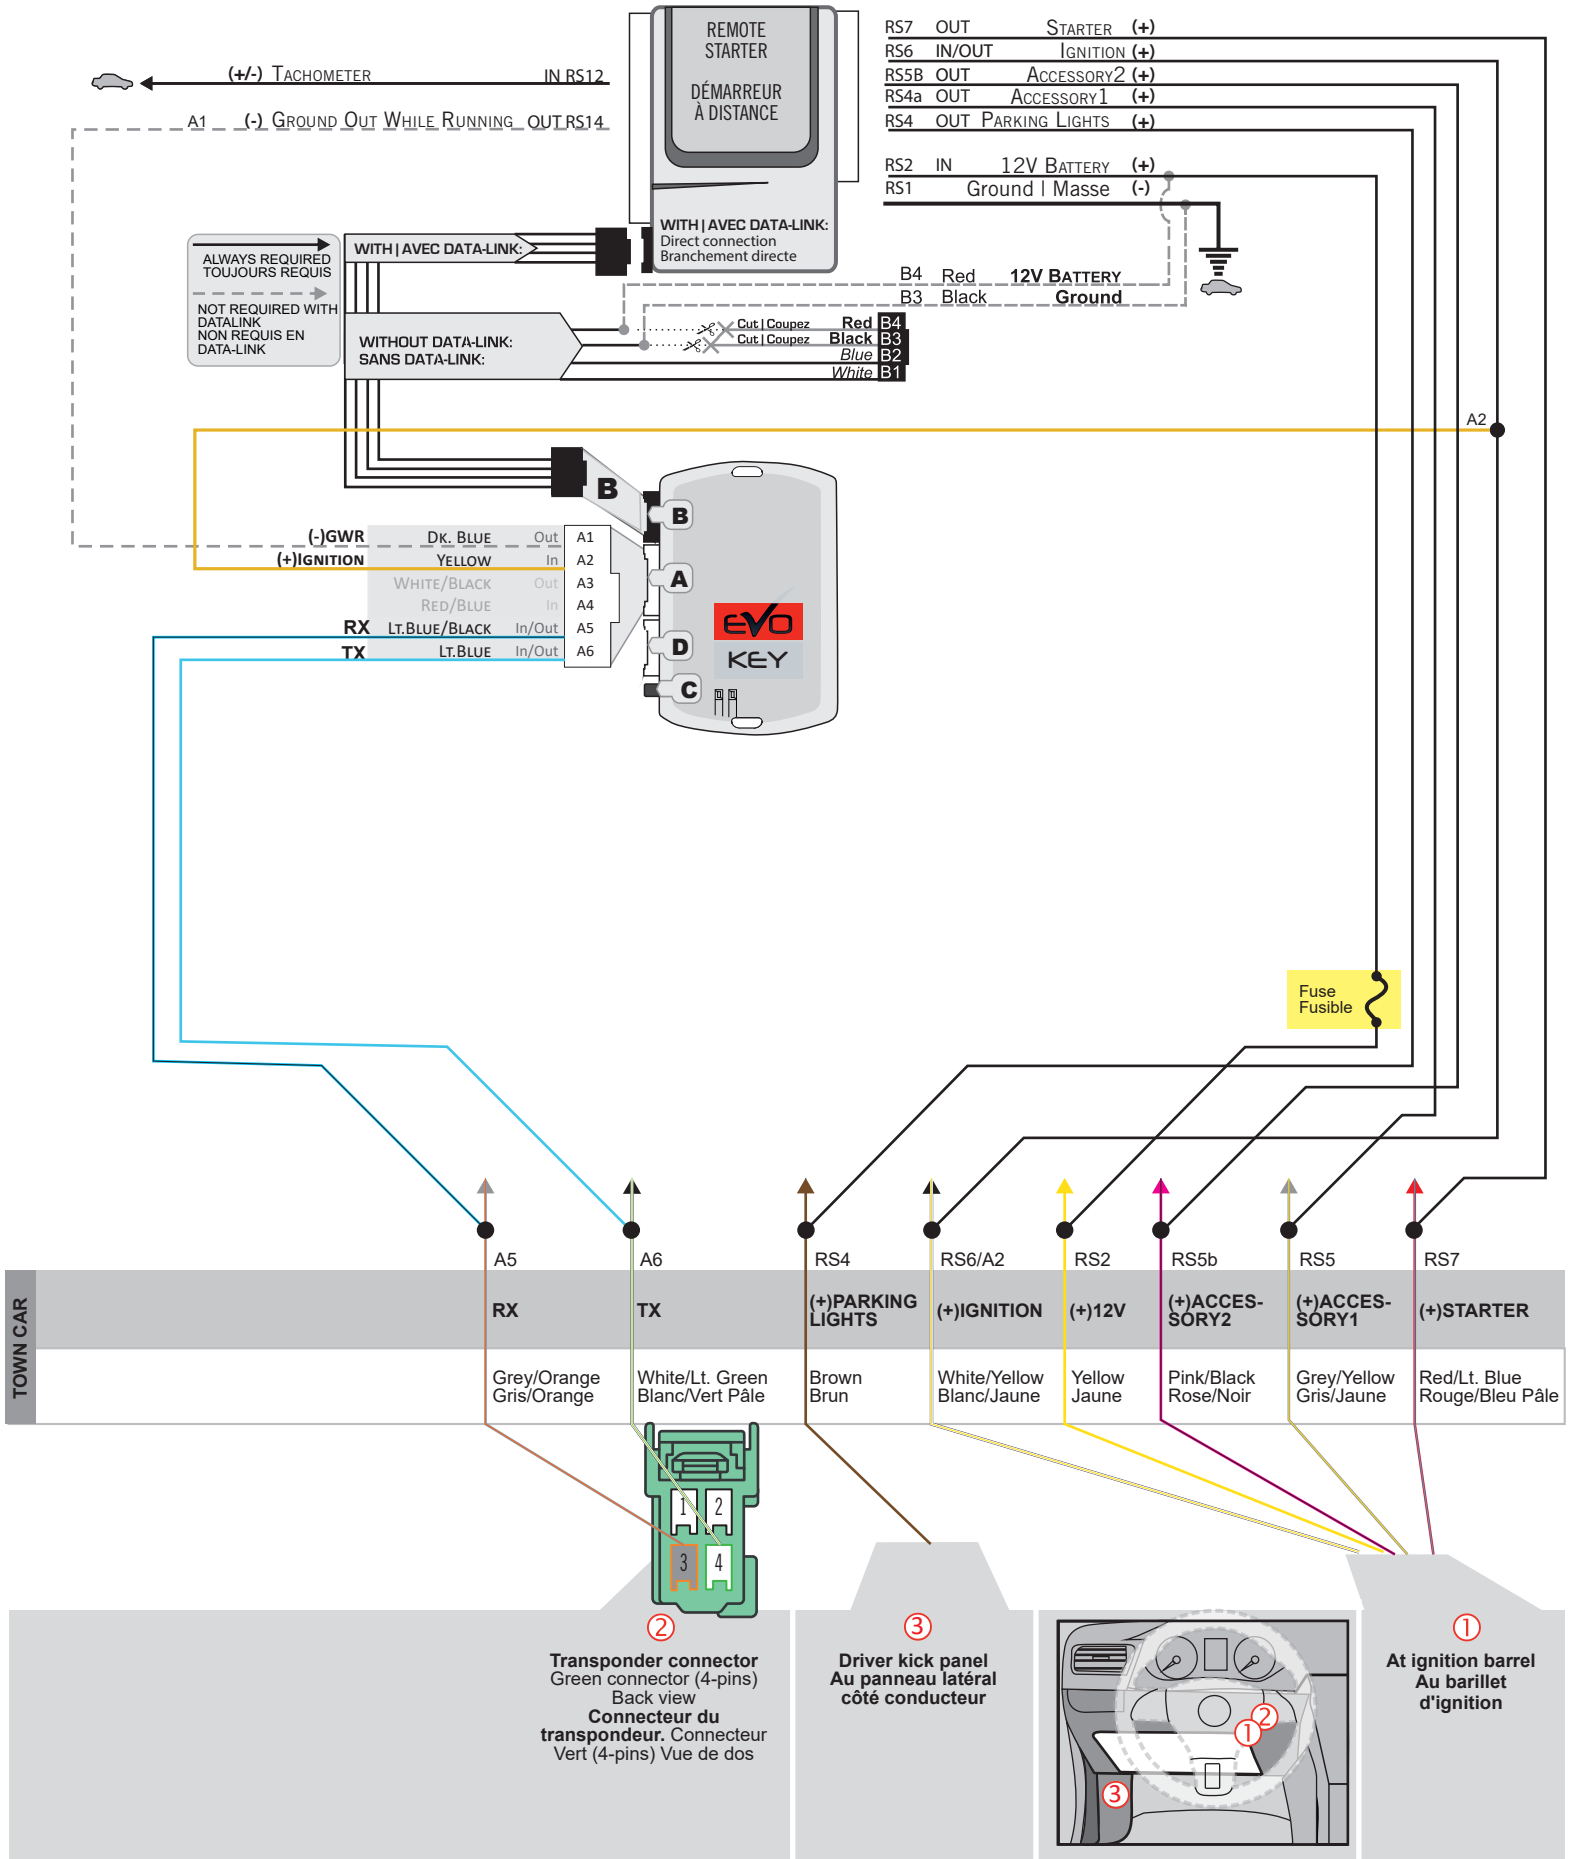 REMOTE
STARTER
DÉMARREUR
À DISTANCE
WITH | AVEC DATA-LINK:
Direct connection
Branchement directe
(+/-) TACHOMETER IN RS12
A1 (-) GROUND OUT WHILE RUNNING OUT RS14
RS7 OUT STARTER (+)
RS6 IN/OUT IGNITION (+)
RS5B OUT ACCESSORY2 (+)
RS4a OUT ACCESSORY1 (+)
RS4 OUT PARKING LIGHTS (+)
RS2 IN 12V BATTERY (+)
RS1 Ground | Masse (-)
ALWAYS REQUIRED
TOUJOURS REQUIS
NOT REQUIRED WITH
DATALINK
NON REQUIS EN
DATA-LINK
WITH | AVEC DATA-LINK:
B4 Red 12V BATTERY
B3 Black Ground
WITHOUT DATA-LINK:
SANS DATA-LINK:
Cut | Coupez Red B4
Cut | Coupez Black B3
Blue B2
White B1
A2
B
B
A
D
C
EVO
KEY
(-)GWR DK. BLUE Out A1
(+)IGNITION YELLOW In A2
WHITE/BLACK Out A3
RED/BLUE In A4
RX LT.BLUE/BLACK In/Out A5
TX LT.BLUE In/Out A6
Fuse
Fusible
A5 A6 RS4 RS6/A2 RS2 RS5b RS5 RS7
TOWN CAR
RX
TX
(+)PARKING
LIGHTS
(+)IGNITION
(+)12V
(+)ACCES-
SORY2
(+)ACCES-
SORY1
(+)STARTER
Grey/Orange
Gris/Orange
White/Lt. Green
Blanc/Vert Pâle
Brown
Brun
White/Yellow
Blanc/Jaune
Yellow
Jaune
Pink/Black
Rose/Noir
Grey/Yellow
Gris/Jaune
Red/Lt. Blue
Rouge/Bleu Pâle
1 2
3 4
②
Transponder connector
Green connector (4-pins)
Back view
Connecteur du
transpondeur. Connecteur
Vert (4-pins) Vue de dos
③
Driver kick panel
Au panneau latéral
côté conducteur
②
①
③
①
At ignition barrel
Au barillet
d'ignition